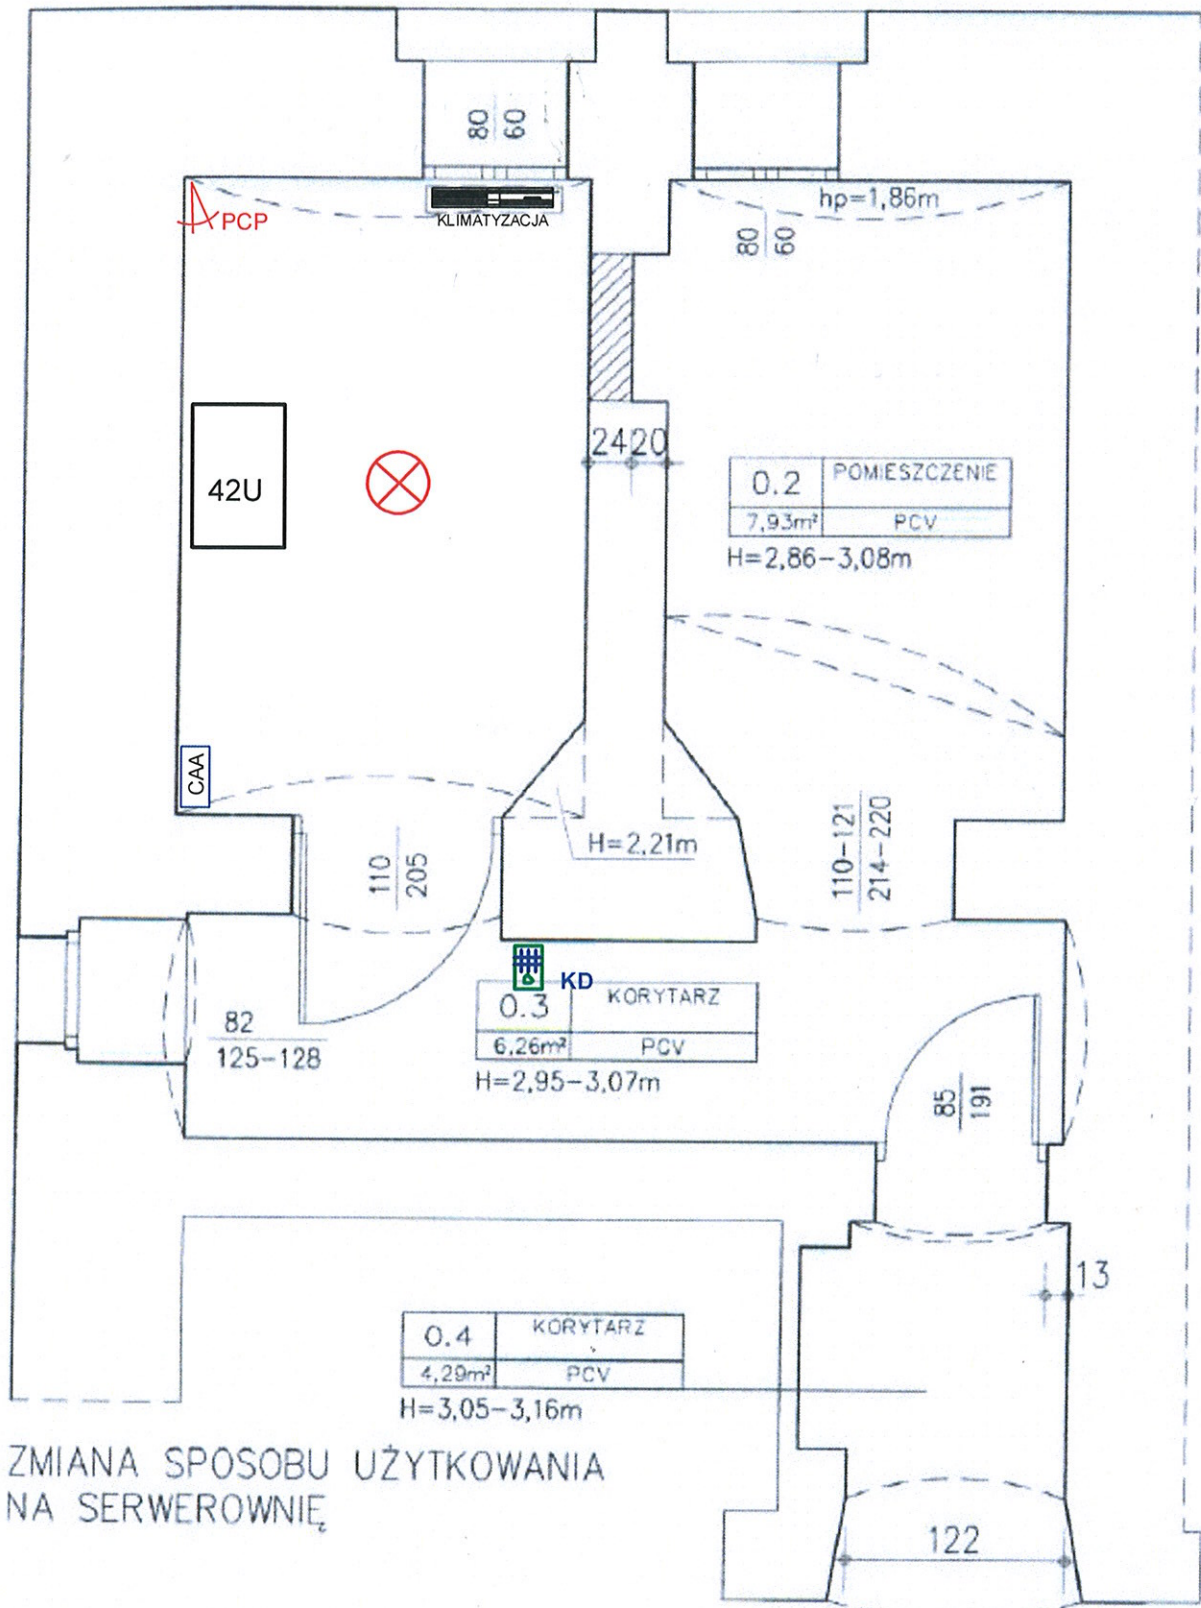 80
60
PCP
KLIMATYZACJA
hp=1,86m
80
60
24 20
42U
0.2 POMIESZCZENIE
7,93m² PCV
H=2,86-3,08m
CAA
110
205
H=2,21m
110-121
214-220
KD
0.3 KORYTARZ
6,26m² PCV
H=2,95-3,07m
82
125-128
85
191
13
0.4 KORYTARZ
4,29m² PCV
H=3,05-3,16m
ZMIANA SPOSOBU UŻYTKOWANIA
NA SERWEROWNIĘ
122